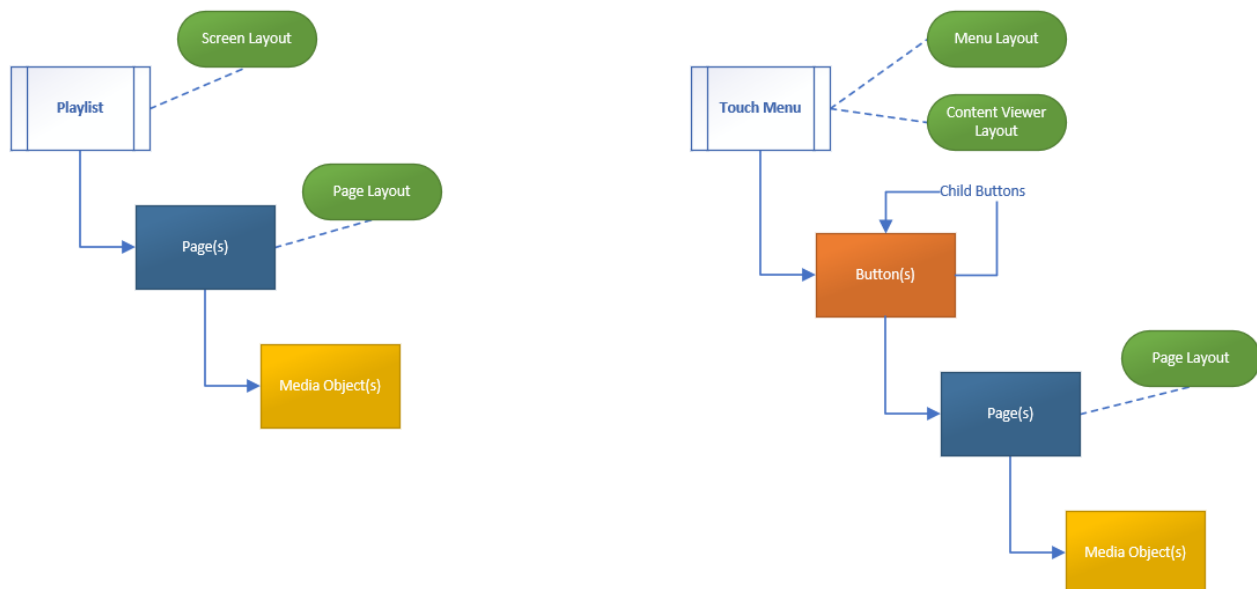 Screen Layout
Playlist
Page Layout
Page(s)
Media Object(s)
Menu Layout
Touch Menu
Content Viewer
Layout
Child Buttons
Button(s)
Page Layout
Page(s)
Media Object(s)